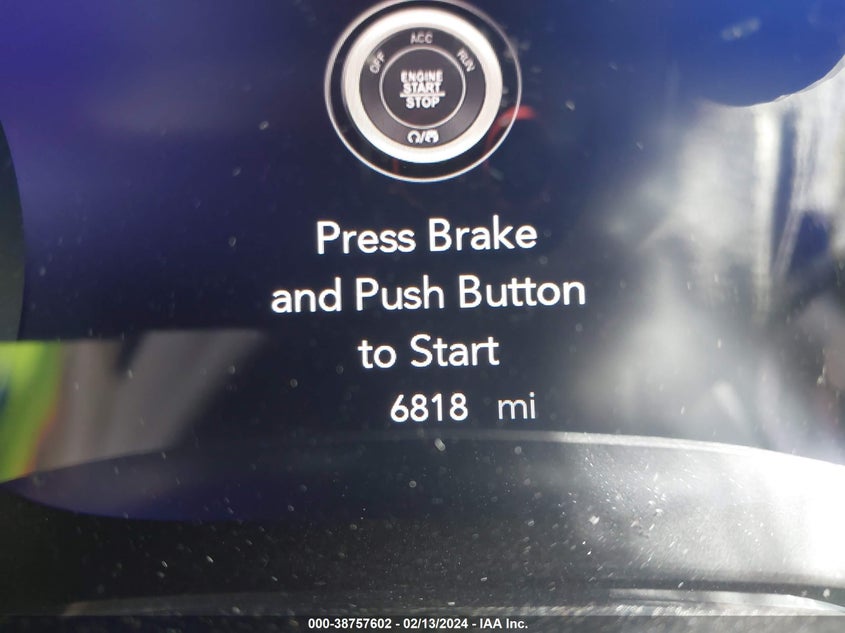 ACC
OFF RUN
ENGINE
START
STOP
Press Brake
and Push Button
to Start
6818 mi
000-38757602 - 02/13/2024 - IAA Inc.